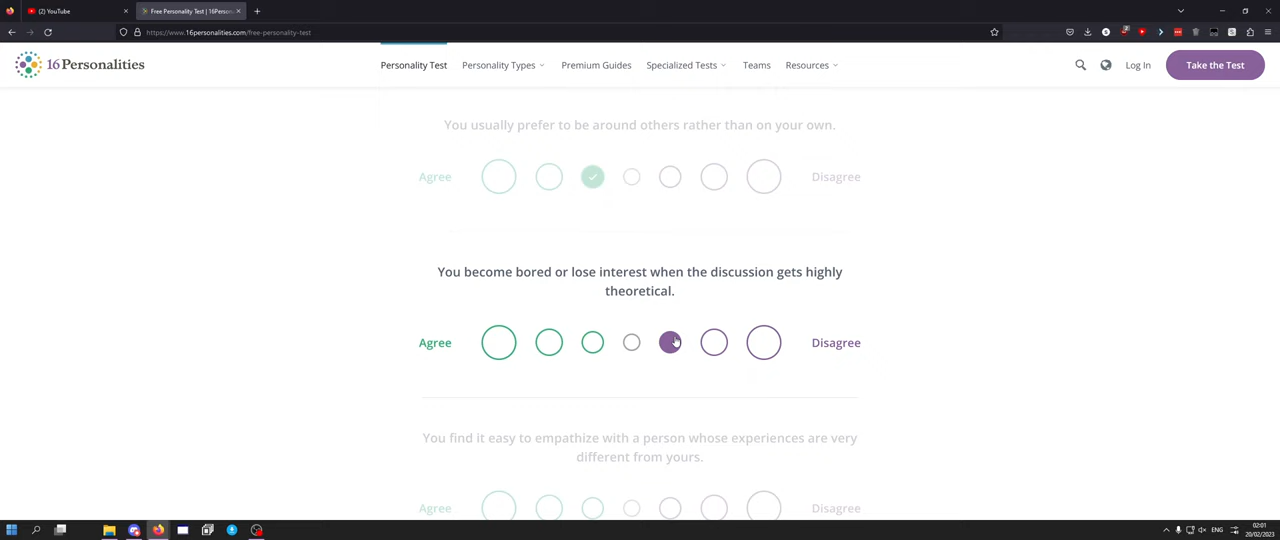 (2) YouTube
Free Personality Test | 16Person
https://www.16personalities.com/free-personality-test
16Personalities
Personality Test
Personality Types
Premium Guides
Specialized Tests
Teams
Resources
Log In
Take the Test
You usually prefer to be around others rather than on your own.
Agree
Disagree
You become bored or lose interest when the discussion gets highly
theoretical.
Agree
Disagree
You find it easy to empathize with a person whose experiences are very
different from yours.
Agree
Disagree
ENG
02:01
20/02/2023